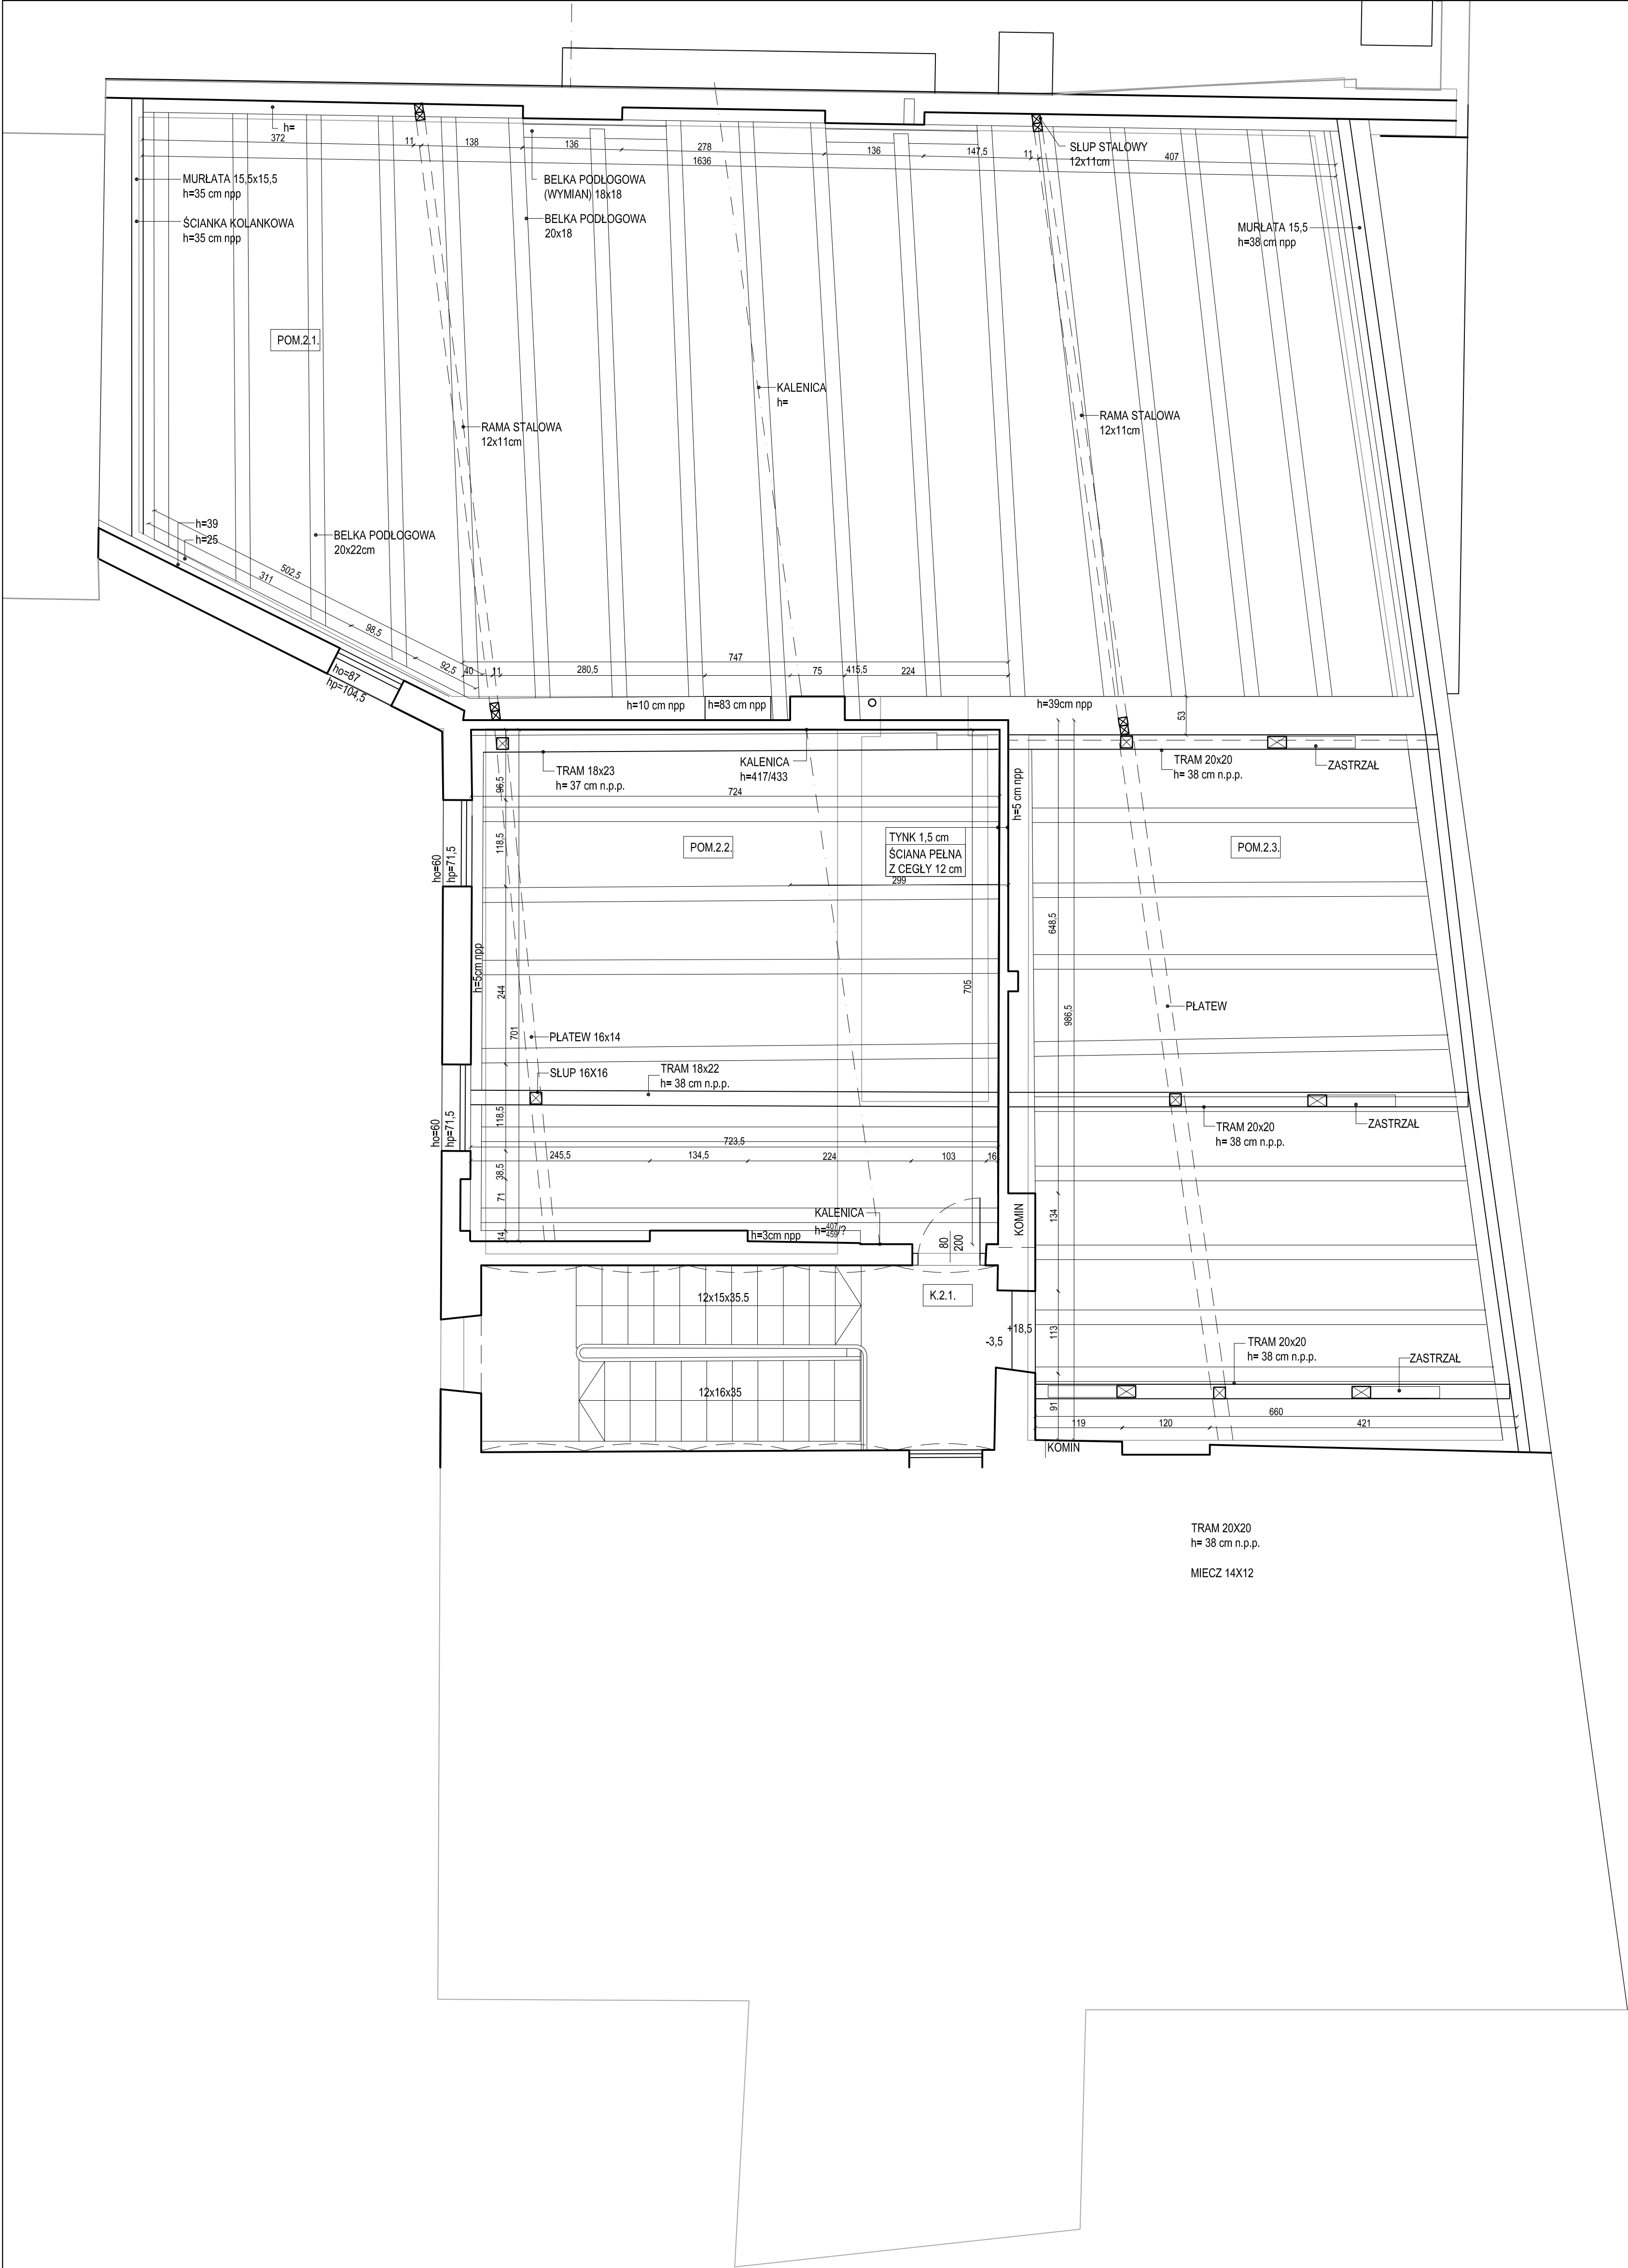 h=
372
11
138
136
278
136
147,5
11
407
1636
SŁUP STALOWY
12x11cm
MURŁATA 15,5x15,5
h=35 cm npp
BELKA PODŁOGOWA
(WYMIAN) 18x18
ŚCIANKA KOLANKOWA
h=35 cm npp
BELKA PODŁOGOWA
20x18
MURŁATA 15,5
h=38 cm npp
POM.2.1.
KALENICA
h=
RAMA STALOWA
12x11cm
RAMA STALOWA
12x11cm
h=39
h=25
BELKA PODŁOGOWA
20x22cm
502,5
311
98,5
92,5
ho=87
hp=104,5
747
40
11
280,5
75
415,5
224
h=10 cm npp
h=83 cm npp
h=39cm npp
53
TRAM 18x23
h= 37 cm n.p.p.
KALENICA
h=417/433
TRAM 20x20
h= 38 cm n.p.p.
ZASTRZAŁ
96,5
724
h=5 cm npp
118,5
ho=60
hp=71,5
POM.2.2.
TYNK 1,5 cm
ŚCIANA PEŁNA
Z CEGŁY 12 cm
299
POM.2.3.
648,5
h=5cm npp
244
701
705
986,5
PŁATEW
PŁATEW 16x14
SŁUP 16X16
TRAM 18x22
h= 38 cm n.p.p.
118,5
ho=60
hp=71,5
TRAM 20x20
h= 38 cm n.p.p.
ZASTRZAŁ
723,5
245,5
134,5
224
103
16
38,5
71
14
KALENICA
h=407/459/?
h=3cm npp
80
200
KOMIN
134
K.2.1.
12x15x35.5
-3,5
+18,5
113
TRAM 20x20
h= 38 cm n.p.p.
ZASTRZAŁ
12x16x35
91
660
119
120
421
KOMIN
TRAM 20X20
h= 38 cm n.p.p.
MIECZ 14X12